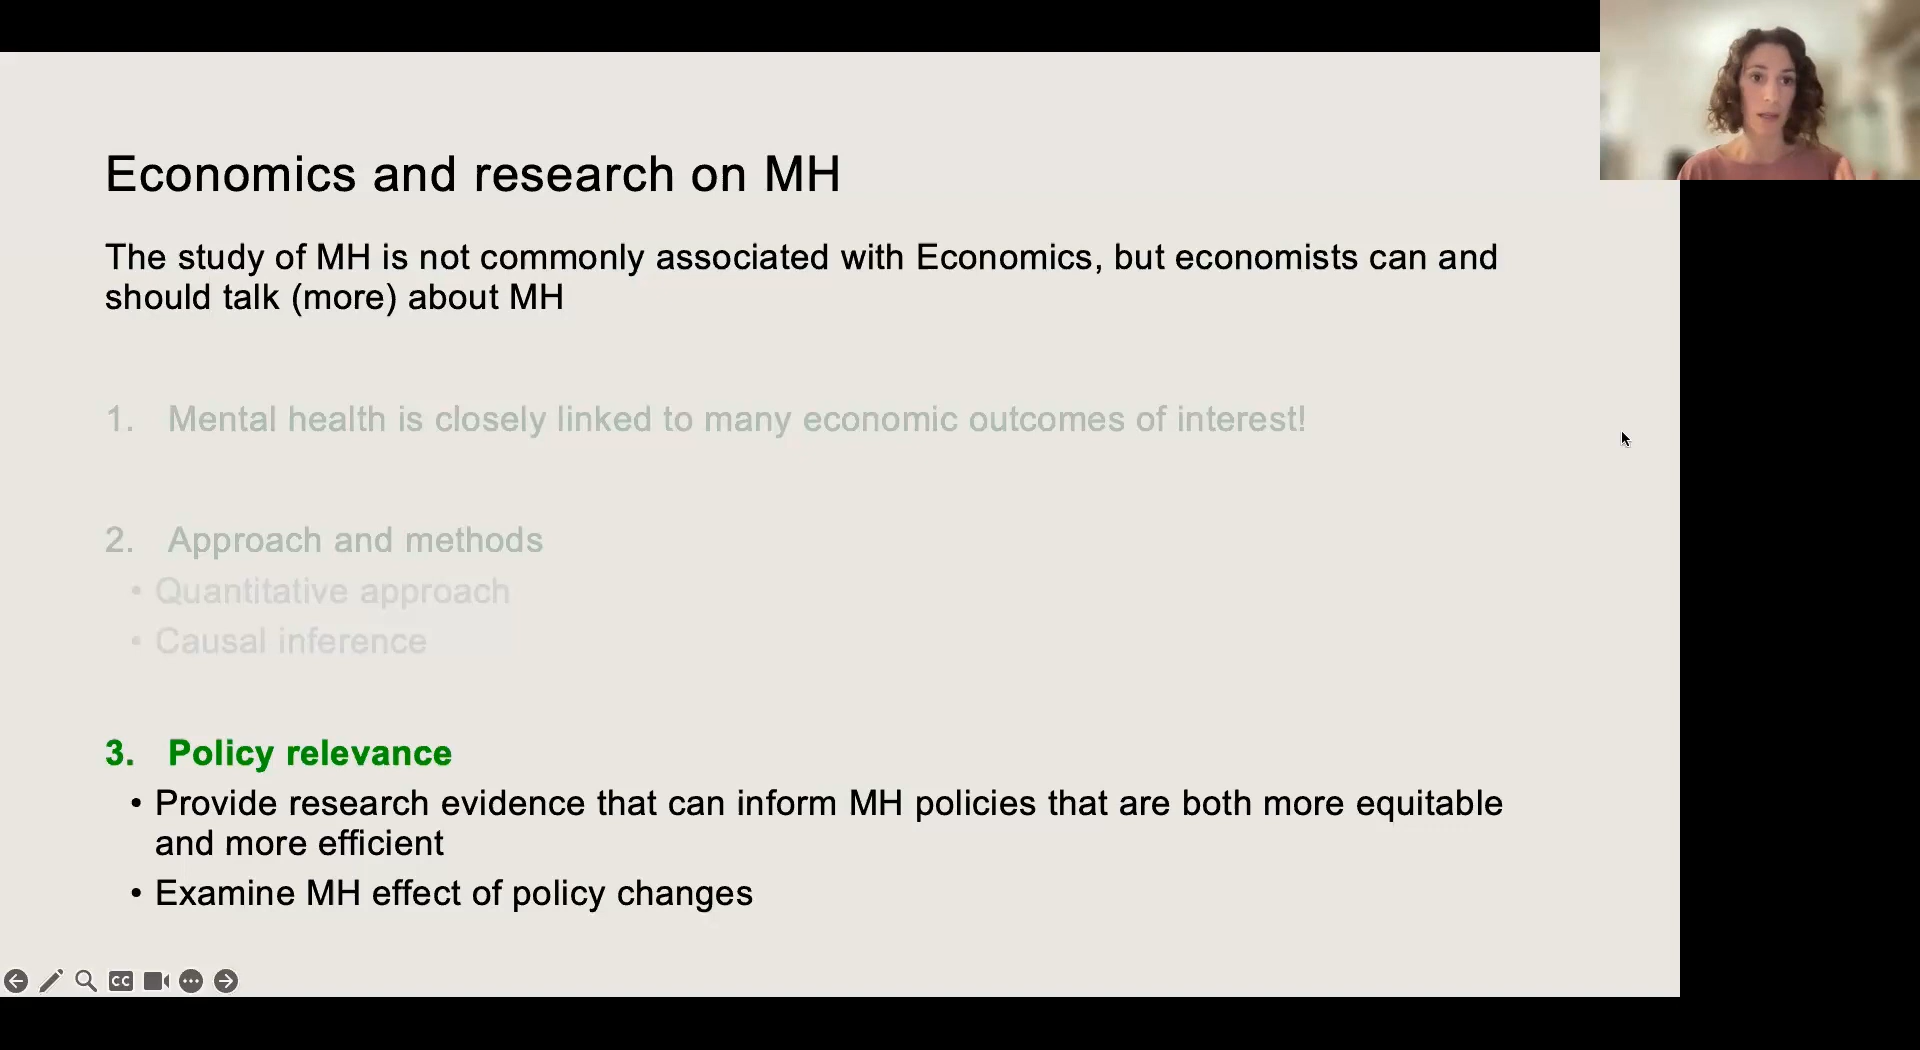 Economics and research on MH
The study of MH is not commonly associated with Economics, but economists can and
should talk (more) about MH
1. Mental health is closely linked to many economic outcomes of interest!
2. Approach and methods
• Quantitative approach
• Causal inference
3. Policy relevance
• Provide research evidence that can inform MH policies that are both more equitable
and more efficient
• Examine MH effect of policy changes
CC